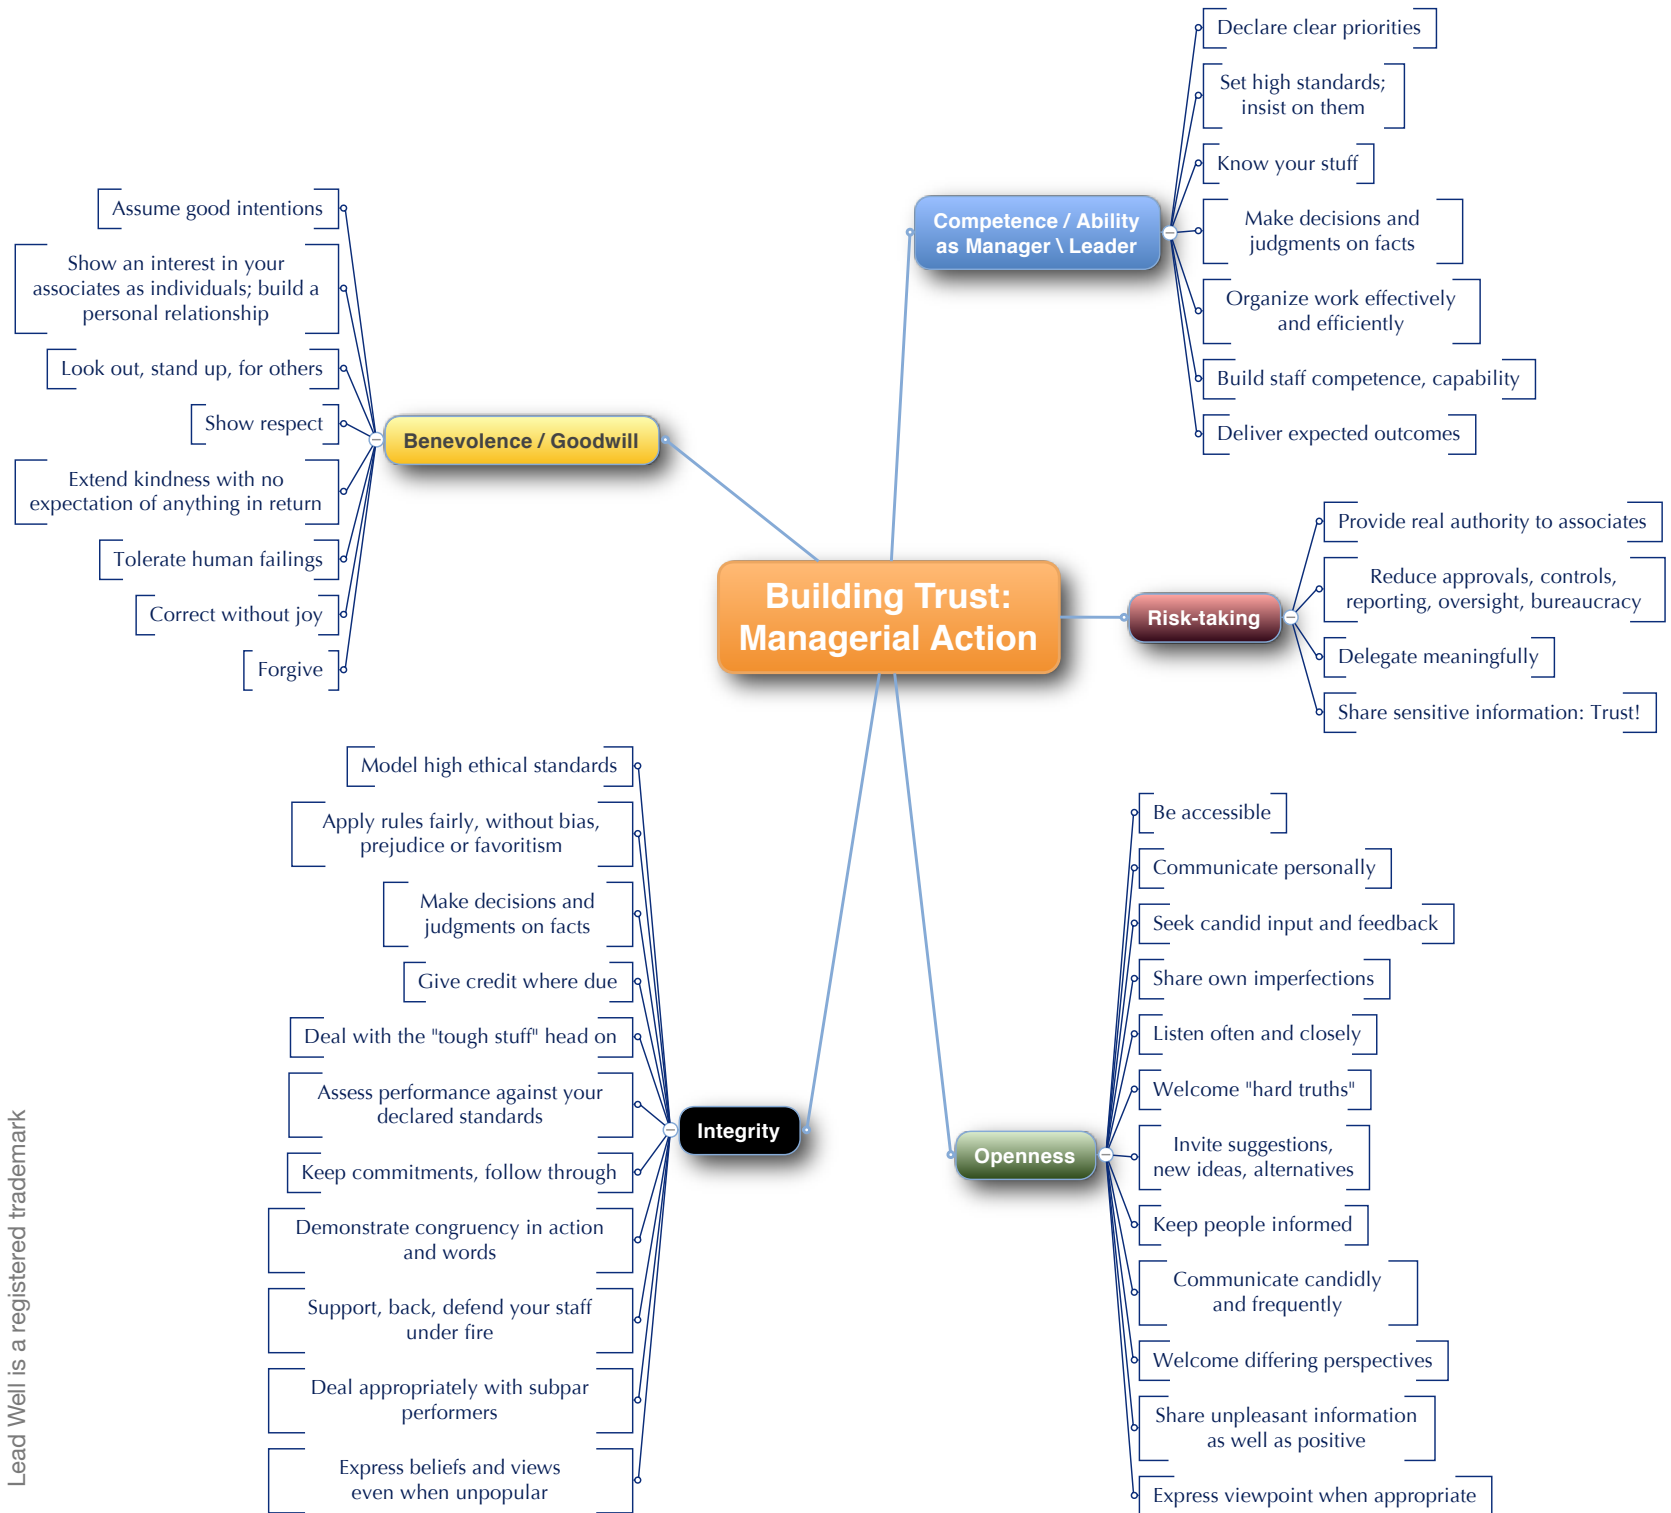 Building Trust:
Managerial Action
Competence / Ability
as Manager \ Leader
Declare clear priorities
Set high standards;
insist on them
Know your stuff
Make decisions and
judgments on facts
Organize work effectively
and efficiently
Build staff competence, capability
Deliver expected outcomes
Risk-taking
Provide real authority to associates
Reduce approvals, controls,
reporting, oversight, bureaucracy
Delegate meaningfully
Share sensitive information: Trust!
Openness
Be accessible
Communicate personally
Seek candid input and feedback
Share own imperfections
Listen often and closely
Welcome "hard truths"
Invite suggestions,
new ideas, alternatives
Keep people informed
Communicate candidly
and frequently
Welcome differing perspectives
Share unpleasant information
as well as positive
Express viewpoint when appropriate
Benevolence / Goodwill
Assume good intentions
Show an interest in your
associates as individuals; build a
personal relationship
Look out, stand up, for others
Show respect
Extend kindness with no
expectation of anything in return
Tolerate human failings
Correct without joy
Forgive
Integrity
Model high ethical standards
Apply rules fairly, without bias,
prejudice or favoritism
Make decisions and
judgments on facts
Give credit where due
Deal with the "tough stuff" head on
Assess performance against your
declared standards
Keep commitments, follow through
Demonstrate congruency in action
and words
Support, back, defend your staff
under fire
Deal appropriately with subpar
performers
Express beliefs and views
even when unpopular
Lead Well is a registered trademark